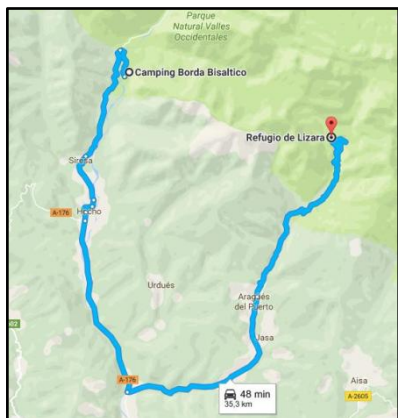 Parque
Natural Valles
Occidentales
Camping Borda Bisaltico
Refugio de Lizara
Siresa
Hecho
A-176
Urdués
Aragüés
del Puerto
Jasa
A-176
48 min
35,3 km
Aisa
A-2605